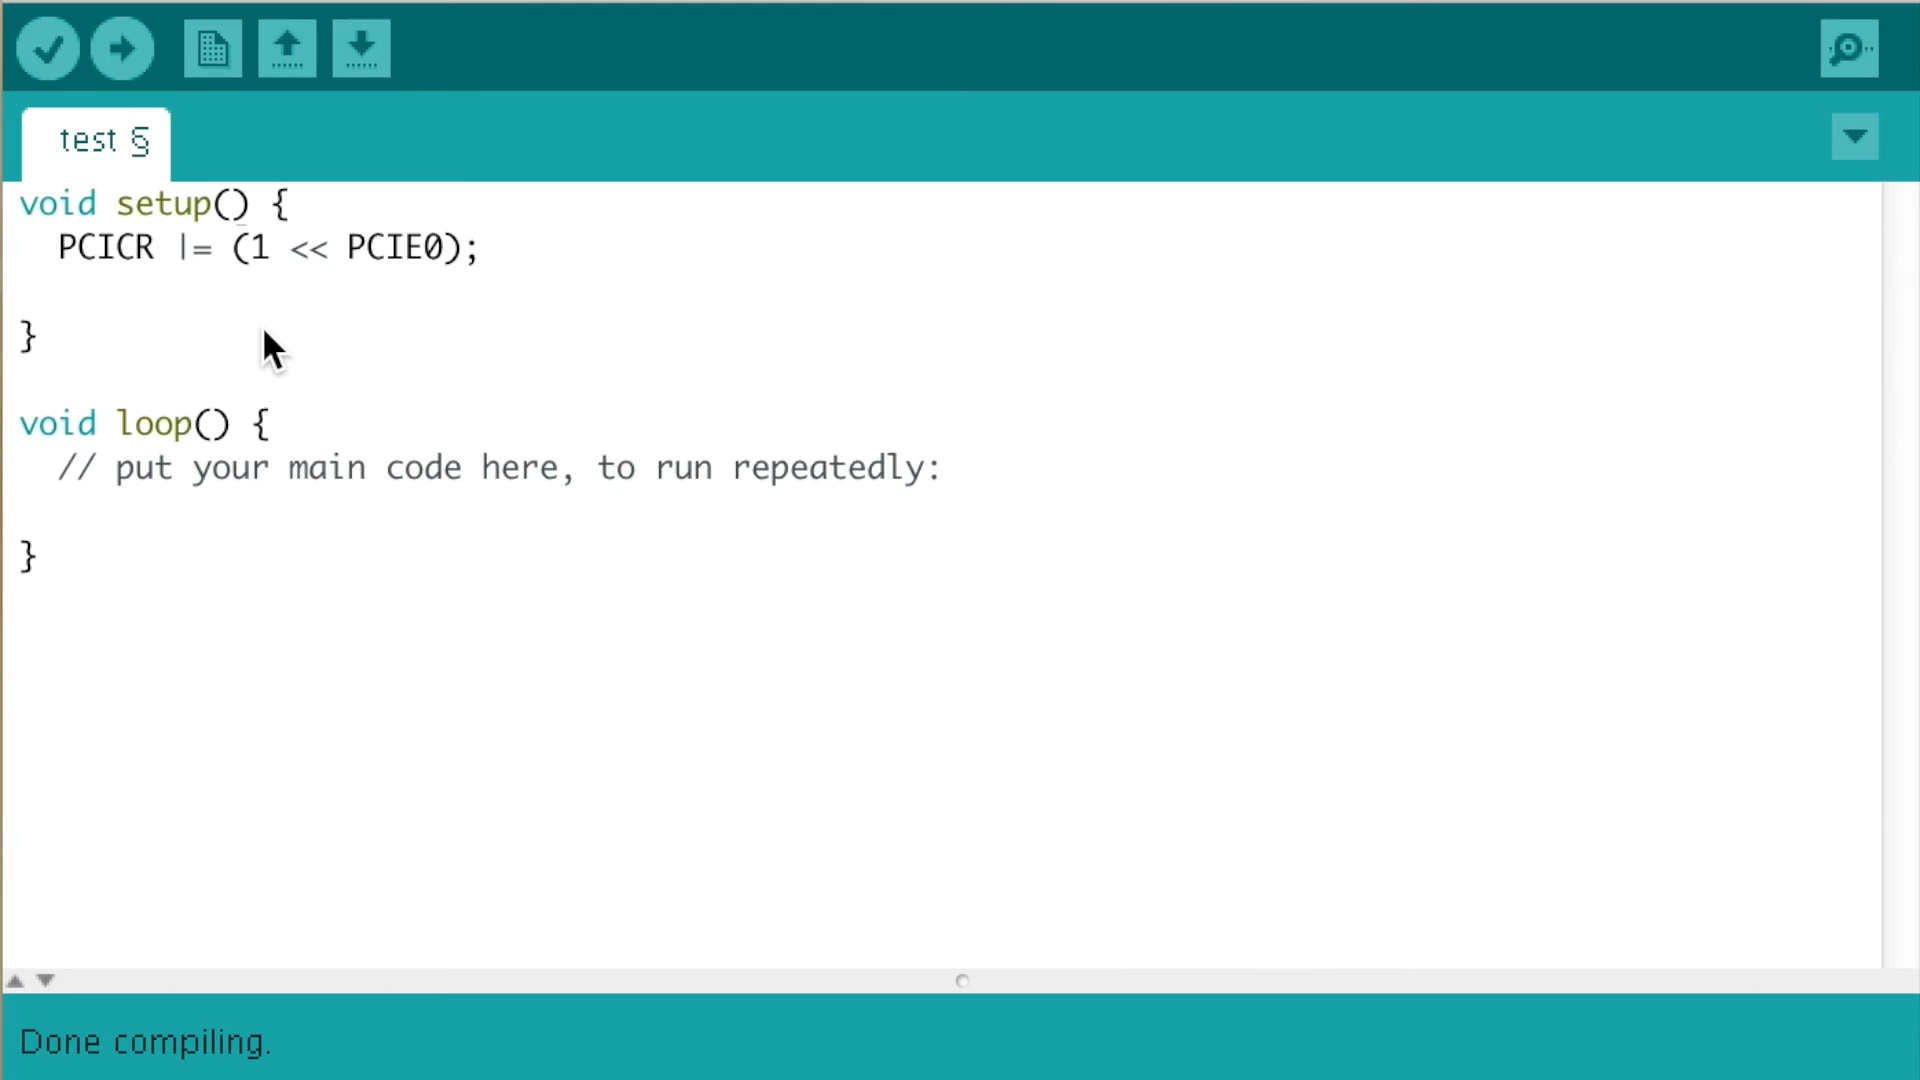 test §
void setup() {
  PCICR |= (1 << PCIE0);
}
void loop() {
  // put your main code here, to run repeatedly:
}
Done compiling.